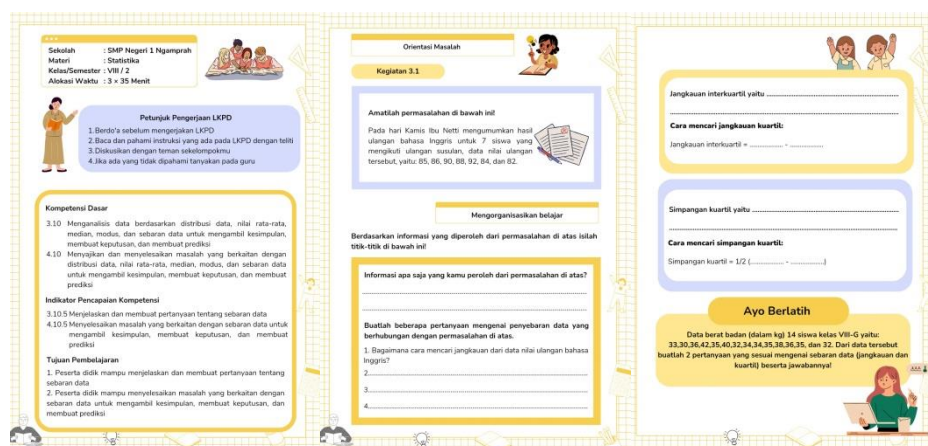 Sekolah : SMP Negeri 1 Ngamprah
Materi : Statistika
Kelas/Semester : VIII / 2
Alokasi Waktu : 3 × 35 Menit
Petunjuk Pengerjaan LKPD
1. Berdo'a sebelum mengerjakan LKPD
2. Baca dan pahami instruksi yang ada pada LKPD dengan teliti
3. Diskusikan dengan teman sekelompokmu
4. Jika ada yang tidak dipahami tanyakan pada guru
Kompetensi Dasar
3.10 Menganalisis data berdasarkan distribusi data, nilai rata-rata,
median, modus, dan sebaran data untuk mengambil kesimpulan,
membuat keputusan, dan membuat prediksi
4.10 Menyajikan dan menyelesaikan masalah yang berkaitan dengan
distribusi data, nilai rata-rata, median, modus, dan sebaran data
untuk mengambil kesimpulan, membuat keputusan, dan membuat
prediksi
Indikator Pencapaian Kompetensi
3.10.5 Menjelaskan dan membuat pertanyaan tentang sebaran data
4.10.5 Menyelesaikan masalah yang berkaitan dengan sebaran data untuk
mengambil kesimpulan, membuat keputusan, dan membuat
prediksi
Tujuan Pembelajaran
1. Peserta didik mampu menjelaskan dan membuat pertanyaan tentang
sebaran data
2. Peserta didik mampu menyelesaikan masalah yang berkaitan dengan
sebaran data untuk mengambil kesimpulan, membuat keputusan, dan
membuat prediksi
Orientasi Masalah
Kegiatan 3.1
Amatilah permasalahan di bawah ini!
Pada hari Kamis Ibu Netti mengumumkan hasil
ulangan bahasa Inggris untuk 7 siswa yang
mengikuti ulangan susulan, data nilai ulangan
tersebut, yaitu: 85, 86, 90, 88, 92, 84, dan 82.
Mengorganisasikan belajar
Berdasarkan informasi yang diperoleh dari permasalahan di atas isilah
titik-titik di bawah ini!
Informasi apa saja yang kamu peroleh dari permasalahan di atas?
Buatlah beberapa pertanyaan mengenai penyebaran data yang
berhubungan dengan permasalahan di atas.
1. Bagaimana cara mencari jangkauan dari data nilai ulangan bahasa
Inggris?
2..........
3..........
4..........
Jangkauan interkuartil yaitu ..........
Cara mencari jangkauan kuartil:
Jangkauan interkuartil = .......... - ..........
Simpangan kuartil yaitu ..........
Cara mencari simpangan kuartil:
Simpangan kuartil = 1/2 (.......... - ..........)
Ayo Berlatih
Data berat badan (dalam kg) 14 siswa kelas VIII-G yaitu:
33,30,36,42,35,40,32,34,34,35,38,36,35, dan 32. Dari data tersebut
buatlah 2 pertanyaan yang sesuai mengenai sebaran data (jangkauan dan
kuartil) beserta jawabannya!